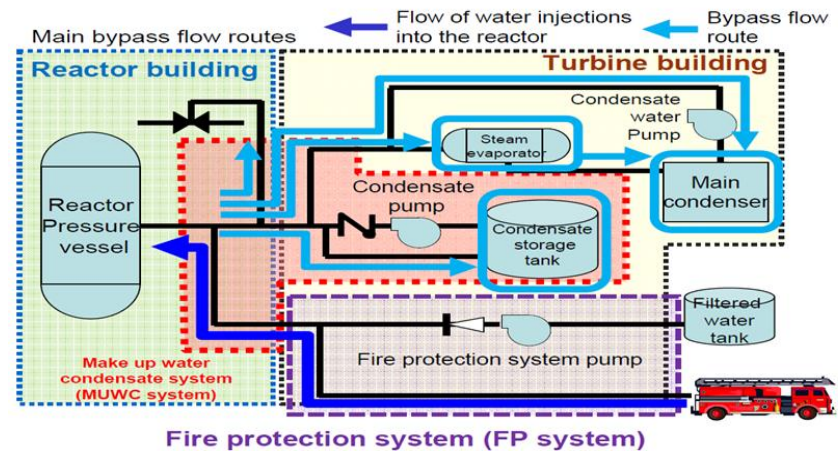 Main bypass flow routes
Flow of water injections
into the reactor
Bypass flow
route
Reactor building
Turbine building
Condensate
water
Pump
Steam
evaporator
Main
condenser
Condensate
pump
Condensate
storage
tank
Reactor
Pressure
vessel
Filtered
water
tank
Fire protection system pump
Make up water
condensate system
(MUWC system)
Fire protection system (FP system)